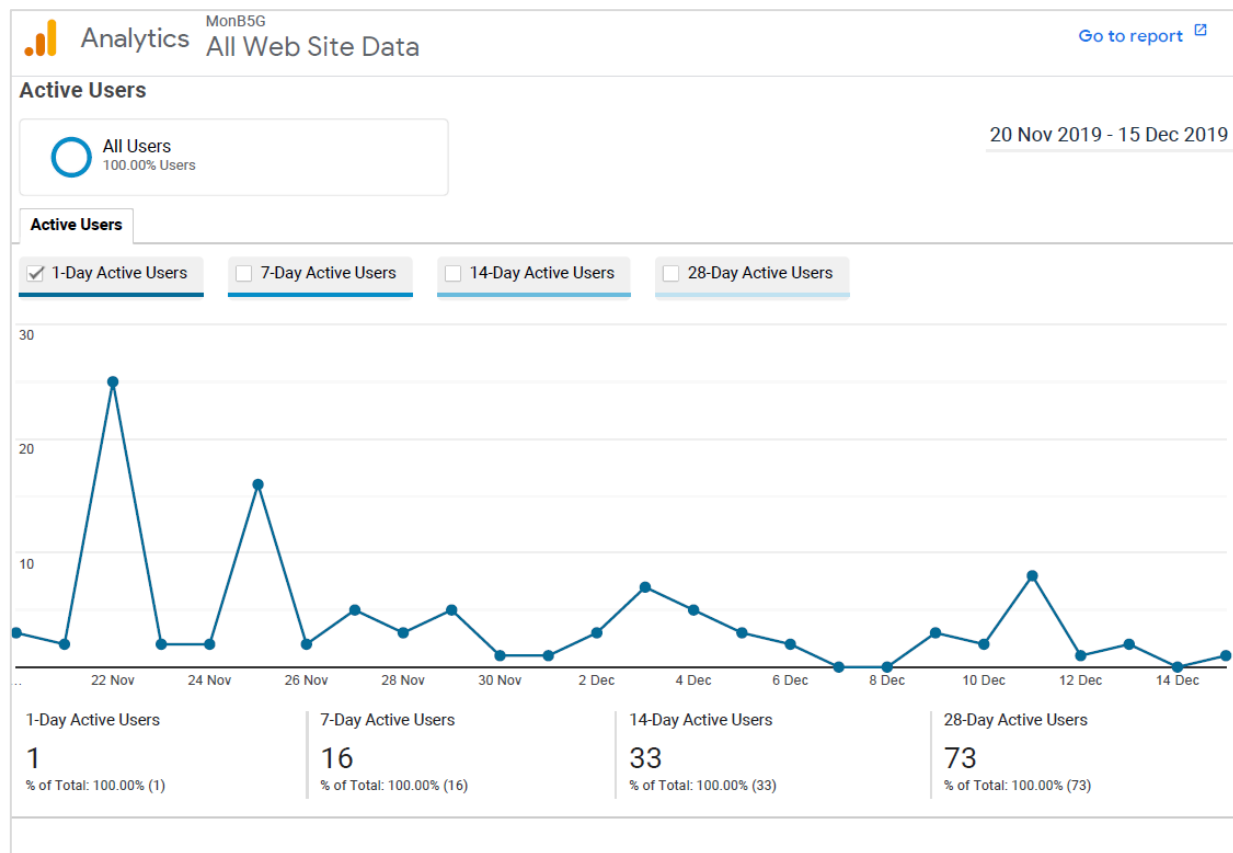 MonB5G
Analytics All Web Site Data
Go to report
Active Users
All Users
100.00% Users
20 Nov 2019 - 15 Dec 2019
Active Users
1-Day Active Users 7-Day Active Users 14-Day Active Users 28-Day Active Users
30
20
10
... 22 Nov 24 Nov 26 Nov 28 Nov 30 Nov 2 Dec 4 Dec 6 Dec 8 Dec 10 Dec 12 Dec 14 Dec
1-Day Active Users 7-Day Active Users 14-Day Active Users 28-Day Active Users
1 16 33 73
% of Total: 100.00% (1) % of Total: 100.00% (16) % of Total: 100.00% (33) % of Total: 100.00% (73)